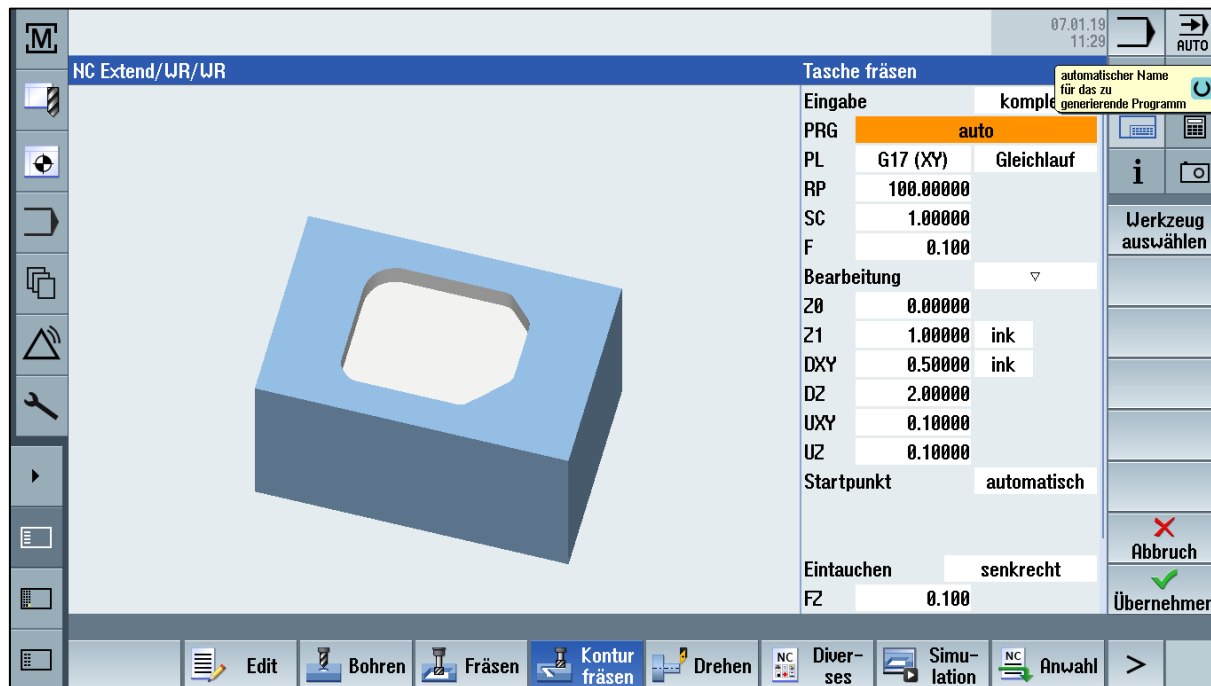 M
07.01.19
11:29
AUTO
NC Extend/WR/WR
Tasche fräsen
automatischer Name
für das zu
generierende Programm
Eingabe
PRG auto
PL G17 (XY) Gleichlauf
RP 100.00000
SC 1.00000
F 0.100
Bearbeitung ▽
Z0 0.00000
Z1 1.00000 ink
DXY 0.50000 ink
DZ 2.00000
UXY 0.10000
UZ 0.10000
Startpunkt automatisch
Eintauchen senkrecht
FZ 0.100
i
Werkzeug
auswählen
Abbruch
Übernehmen
Edit
Bohren
Fräsen
Kontur
fräsen
Drehen
NC
Diver-
ses
Simu-
lation
NC
Anwahl
>